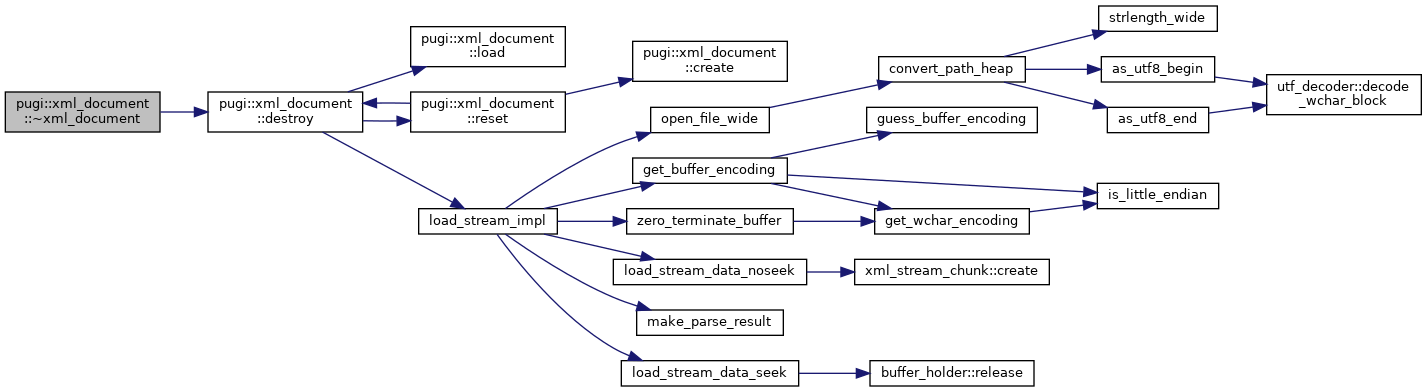 pugi::xml_document
::~xml_document
pugi::xml_document
::destroy
pugi::xml_document
::load
pugi::xml_document
::reset
load_stream_impl
pugi::xml_document
::create
open_file_wide
get_buffer_encoding
zero_terminate_buffer
load_stream_data_noseek
make_parse_result
load_stream_data_seek
convert_path_heap
guess_buffer_encoding
get_wchar_encoding
xml_stream_chunk::create
buffer_holder::release
strlength_wide
as_utf8_begin
as_utf8_end
is_little_endian
utf_decoder::decode
_wchar_block